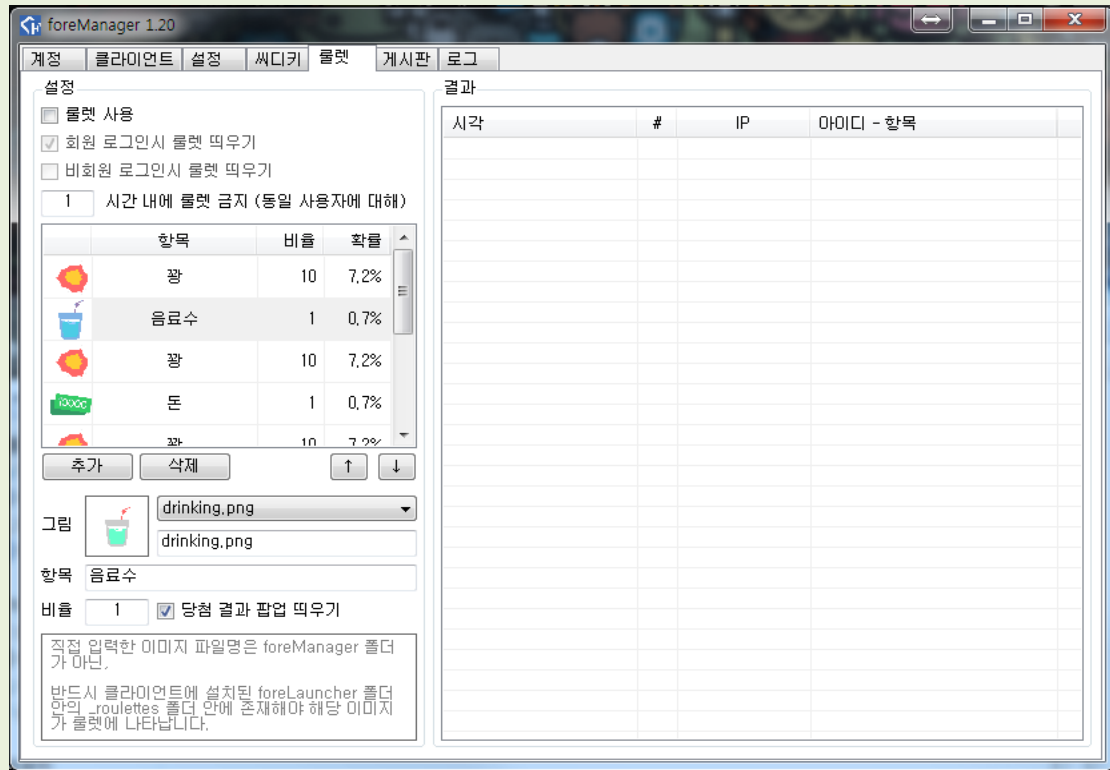 foreManager 1.20
계정 클라이언트 설정 씨디키 룰렛 게시판 로그
설정
룰렛 사용
회원 로그인시 룰렛 띄우기
비회원 로그인시 룰렛 띄우기
1 시간 내에 룰렛 금지 (동일 사용자에 대해)
항목 비율 확률
꽝 10 7,2%
음료수 1 0,7%
꽝 10 7,2%
돈 1 0,7%
꽝 10 7,2%
추가 삭제 ↑ ↓
그림 drinking,png
drinking,png
항목 음료수
비율 1 당첨 결과 팝업 띄우기
직접 입력한 이미지 파일명은 foreManager 폴더
가 아닌,
반드시 클라이언트에 설치된 foreLauncher 폴더
안의 _roulettes 폴더 안에 존재해야 해당 이미지
가 룰렛에 나타납니다,
결과
시각 # IP 아이디 - 항목